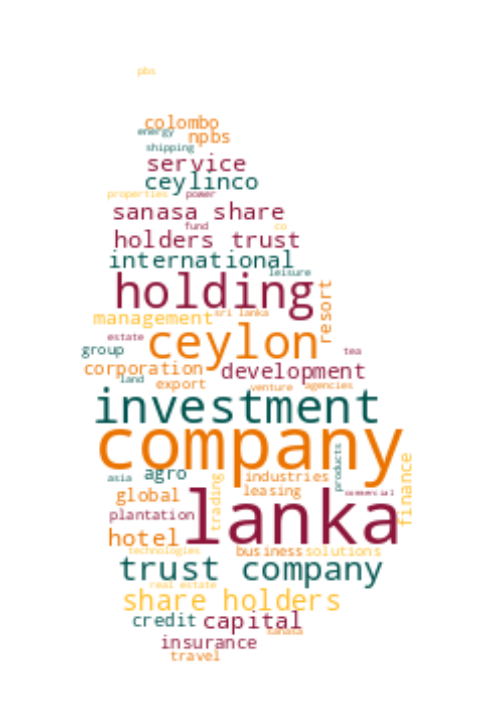 pbs
colombo
energy
npbs
shipping
service
ceylinco
properties power
sanasa share
fund co
holders trust
international
leisure
holding
resort
management sri lanka
ceylon
estate
group
tea
corporation development
land
export venture agencies
investment
company
products
asia agro industries
finance
trading
global leasing
commercial
plantation lanka
hotel
technologies business solutions
trust company
real estate
share holders
credit capital
sanasa
insurance
travel